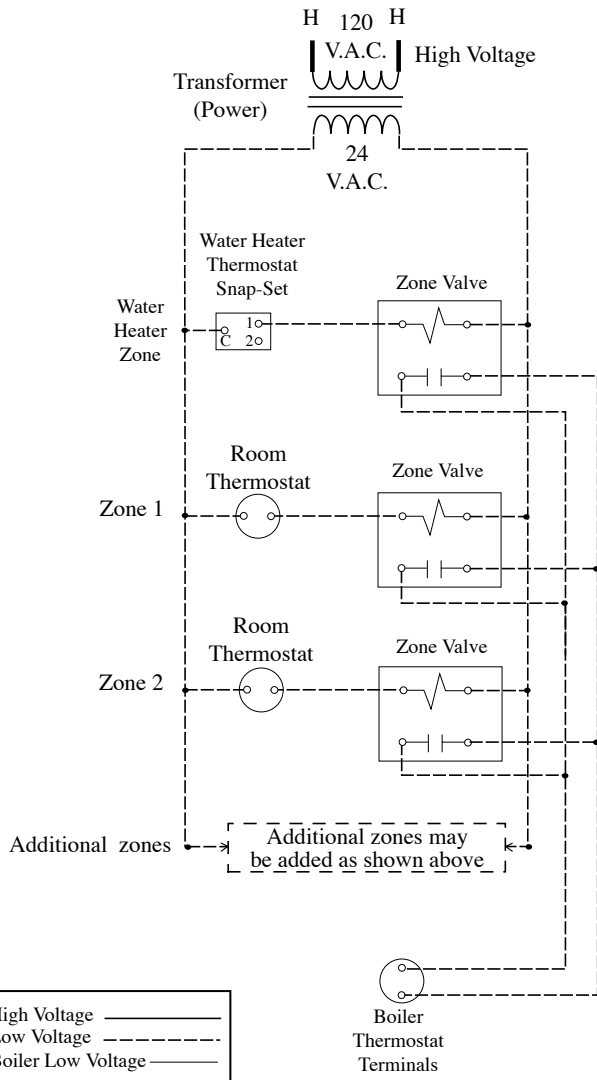 H 120 H
V.A.C. High Voltage
Transformer
(Power)
24
V.A.C.
Water Heater
Thermostat
Snap-Set
Zone Valve
Water
Heater
Zone
1
C 2
Room
Thermostat
Zone Valve
Zone 1
Room
Thermostat
Zone Valve
Zone 2
Additional zones
Additional zones may
be added as shown above
Boiler
Thermostat
Terminals
High Voltage
Low Voltage
Boiler Low Voltage